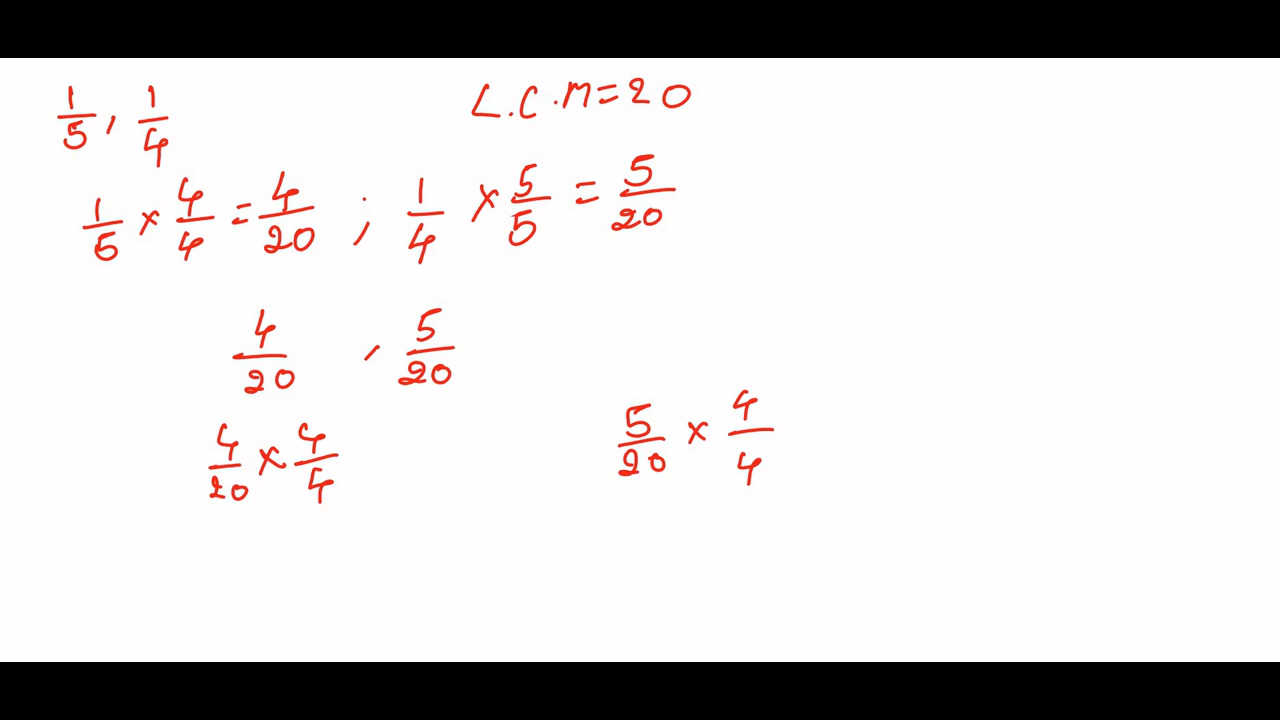 1/5, 1/4 L.C.M=20
1/5 × 4/4 = 4/20 ; 1/4 × 5/5 = 5/20
4/20 , 5/20
4/20 × 4/4 5/20 × 4/4